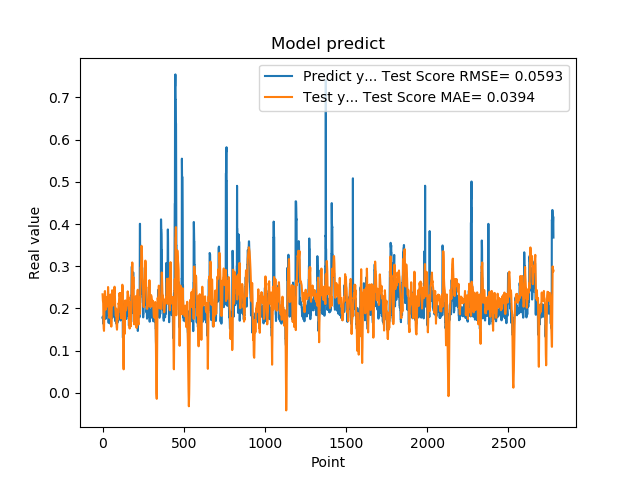 Model predict
Predict y... Test Score RMSE= 0.0593
Test y... Test Score MAE= 0.0394
Real value
0.7
0.6
0.5
0.4
0.3
0.2
0.1
0.0
0 500 1000 1500 2000 2500
Point